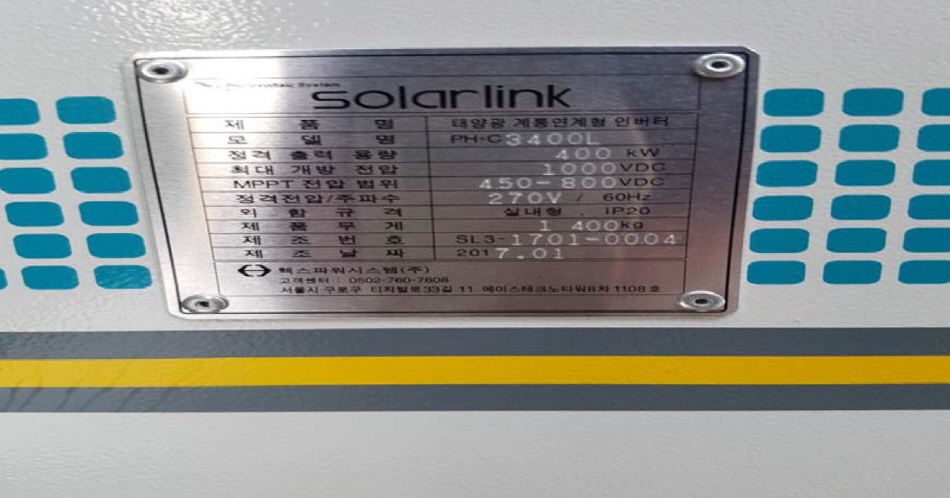 Photovoltaic System
solarlink
제 품 명 태양광 계통연계형 인버터
모 델 명 PH-C3400L
정격 출력 용량 400 kW
최대 개방 전압 1000VDC
MPPT 전압 범위 450-800VDC
정격전압/주파수 270V / 60Hz
외 함 규 격 실내형 , IP20
제 품 무 게 1 400kg
제 조 번 호 SL3-1701-0004
제 조 날 짜 2017.01
헥스파워시스템(주)
고객센터 : 0502-760-7808
서울시 구로구 디지털로33길 11. 에이스테크노타워8차 1108호